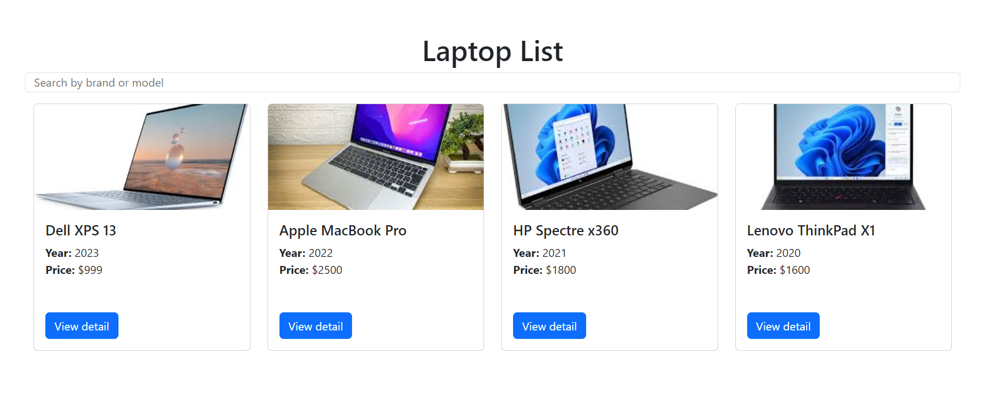 Laptop List
Search by brand or model
Dell XPS 13
Year: 2023
Price: $999
View detail
Apple MacBook Pro
Year: 2022
Price: $2500
View detail
HP Spectre x360
Year: 2021
Price: $1800
View detail
Lenovo ThinkPad X1
Year: 2020
Price: $1600
View detail